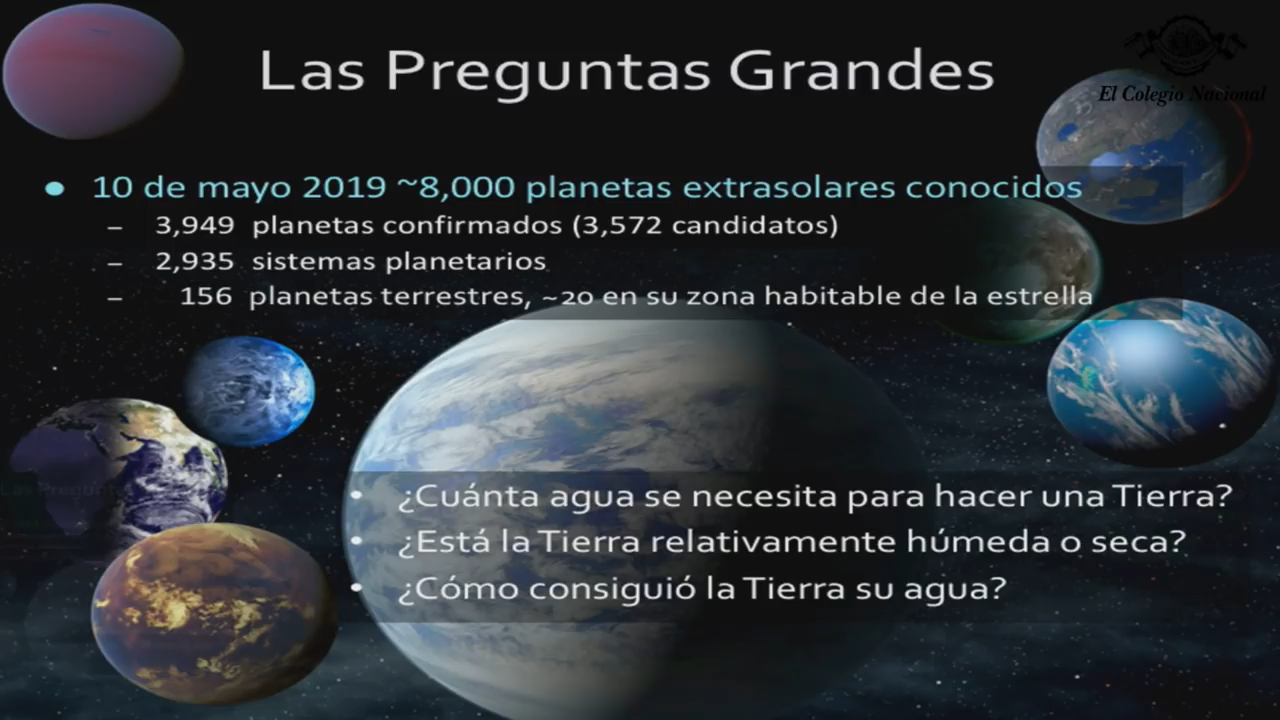 Las Preguntas Grandes
El Colegio Nacional
• 10 de mayo 2019 ~8,000 planetas extrasolares conocidos
– 3,949 planetas confirmados (3,572 candidatos)
– 2,935 sistemas planetarios
– 156 planetas terrestres, ~20 en su zona habitable de la estrella
• ¿Cuánta agua se necesita para hacer una Tierra?
• ¿Está la Tierra relativamente húmeda o seca?
• ¿Cómo consiguió la Tierra su agua?